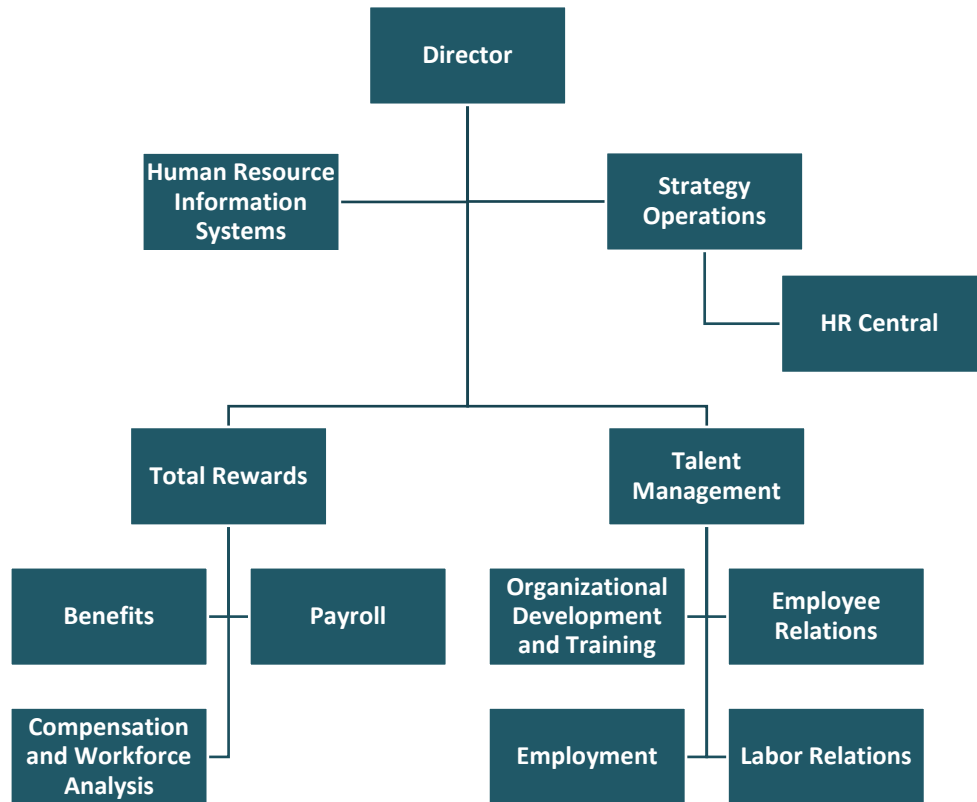 Director
Human Resource
Information
Systems
Strategy
Operations
HR Central
Total Rewards
Talent
Management
Benefits
Payroll
Organizational
Development
and Training
Employee
Relations
Compensation
and Workforce
Analysis
Employment
Labor Relations